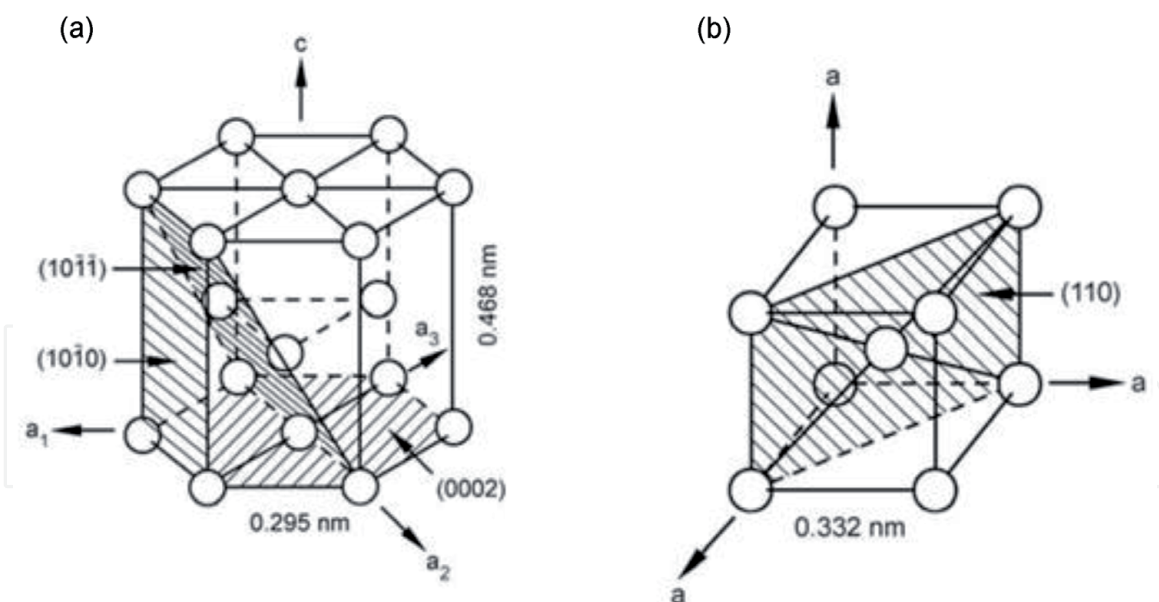 (a)
c
(101̄1̄)
(101̄0)
a₁
a₂
a₃
0.468 nm
(0002)
0.295 nm
(b)
a
(110)
a
0.332 nm
a